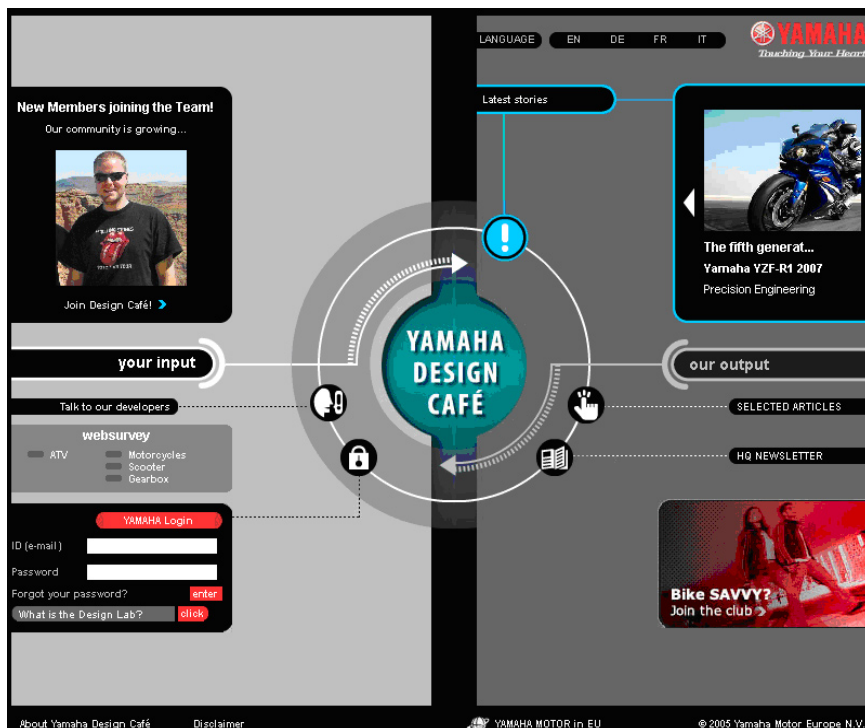 LANGUAGE EN DE FR IT
YAMAHA
Touching Your Heart
New Members joining the Team!
Our community is growing...
Join Design Café!
Latest stories
!
The fifth generat...
Yamaha YZF-R1 2007
Precision Engineering
your input
YAMAHA
DESIGN
CAFÉ
our output
Talk to our developers
SELECTED ARTICLES
websurvey
ATV
Motorcycles
Scooter
Gearbox
HQ NEWSLETTER
YAMAHA Login
ID (e-mail)
Password
Forgot your password? enter
What is the Design Lab? click
Bike SAVVY?
Join the club
About Yamaha Design Café Disclaimer YAMAHA MOTOR in EU © 2005 Yamaha Motor Europe N.V.